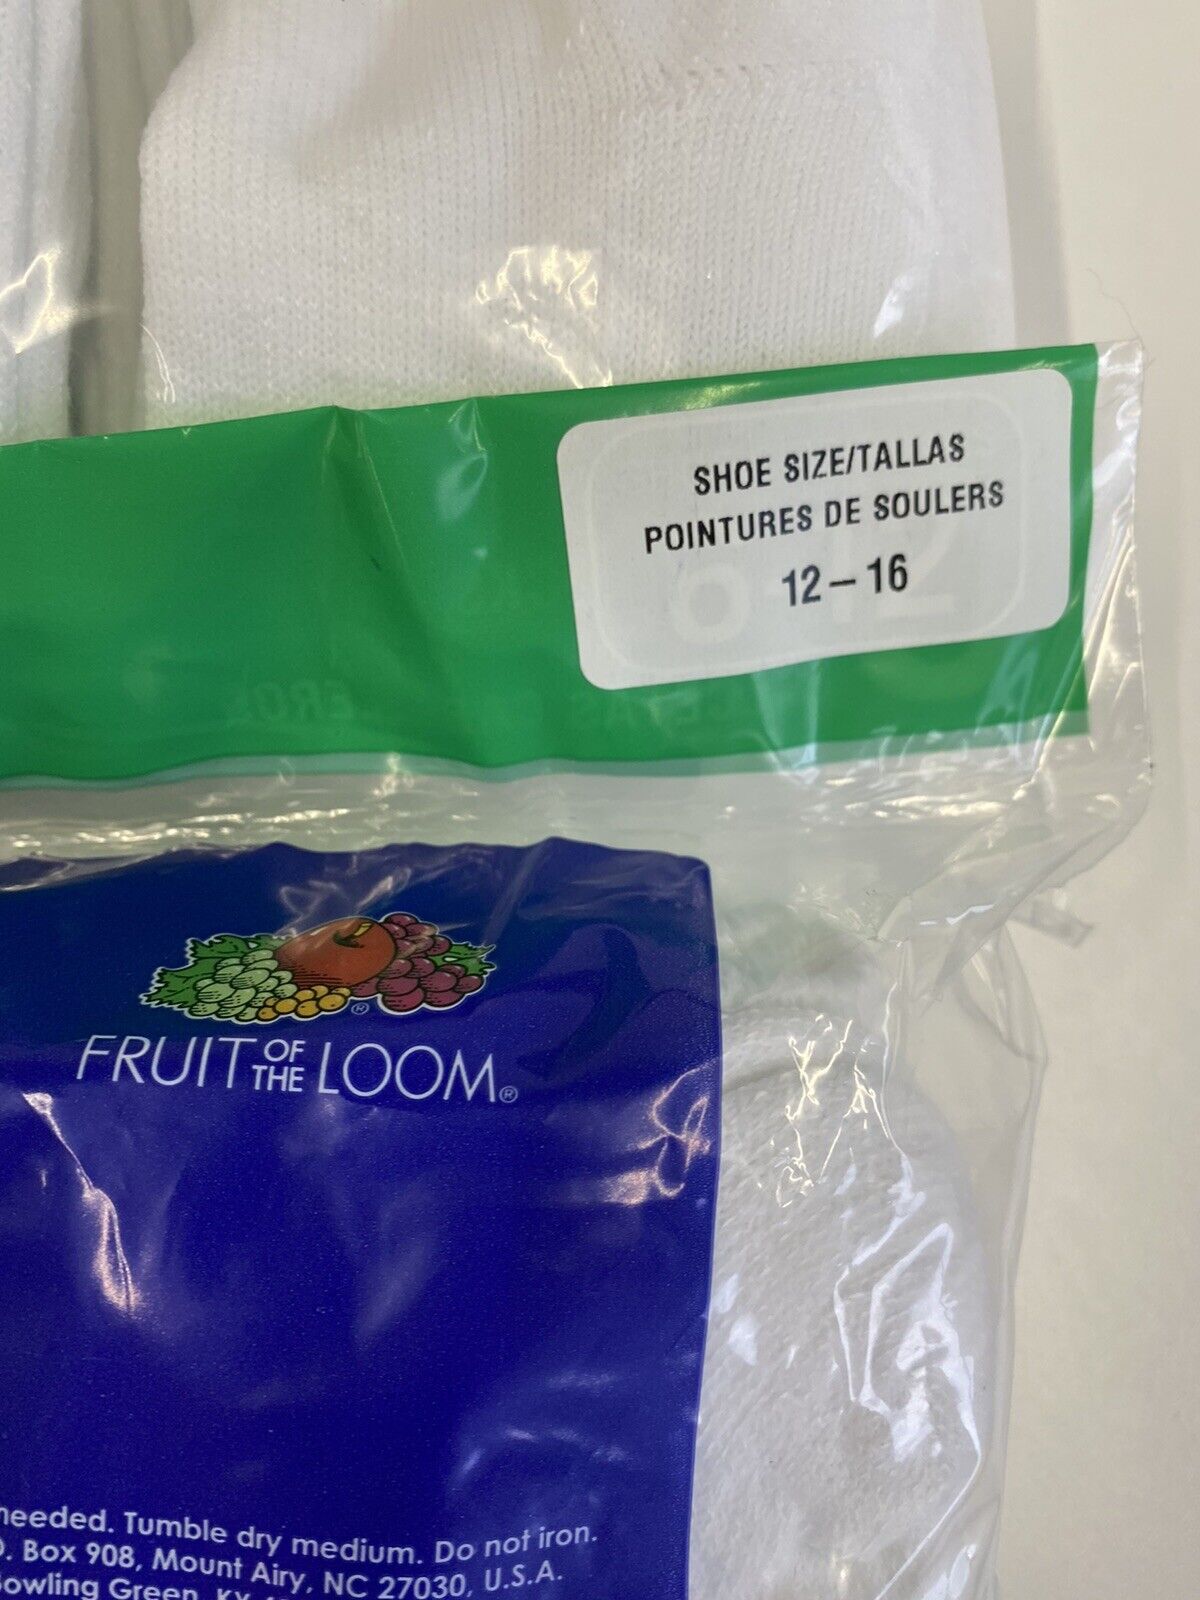 SHOE SIZE/TALLAS
POINTURES DE SOULERS
12 – 16
FRUIT OF THE LOOM®
needed. Tumble dry medium. Do not iron.
. Box 908, Mount Airy, NC 27030, U.S.A.
Bowling Green, KY